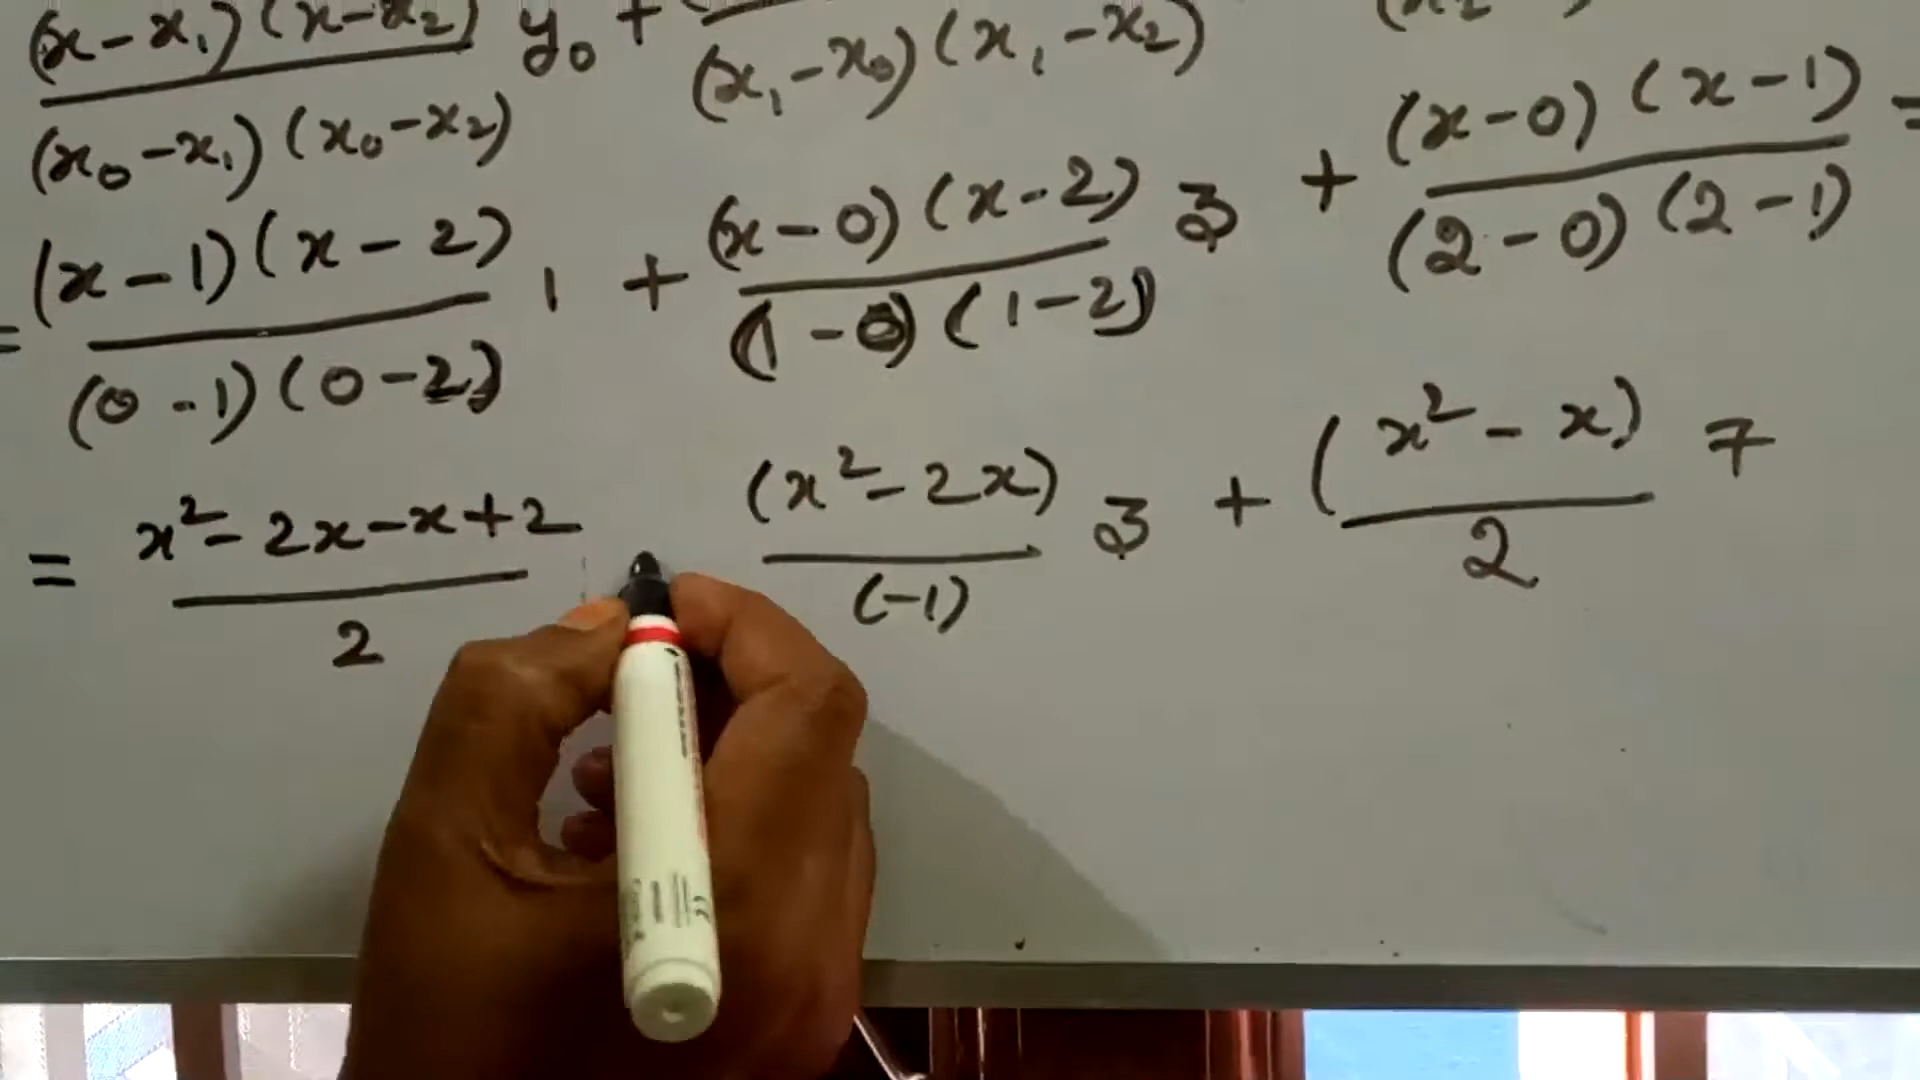 (x-x₁)(x-x₂) y₀ +
(x₀-x₁)(x₀-x₂) (x₁-x₀)(x₁-x₂)
= (x-1)(x-2) 1 + (x-0)(x-2) 3 + (x-0)(x-1) =
(0-1)(0-2) (1-0)(1-2) (2-0)(2-1)
= x²-2x-x+2 (x²-2x) 3 + (x²-x) 7
2 (-1) 2